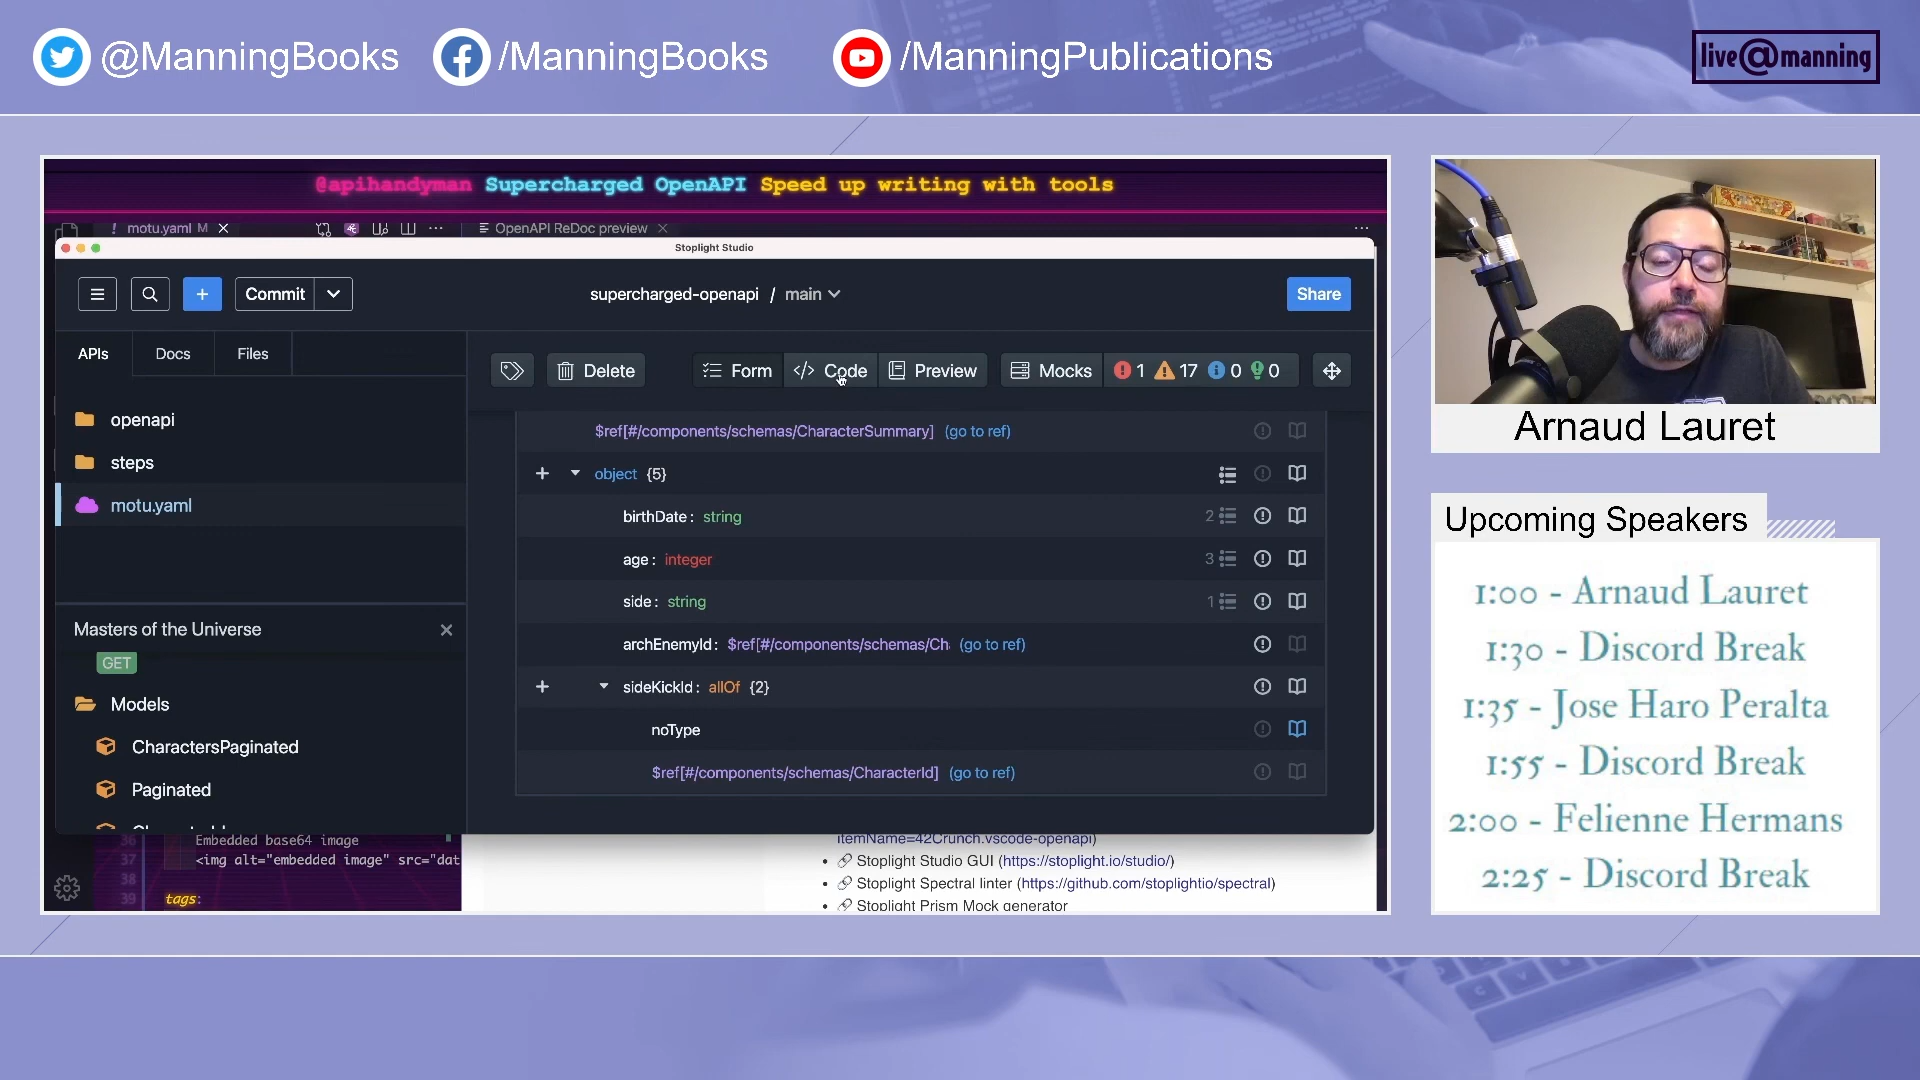 @ManningBooks
/ManningBooks
/ManningPublications
live@manning
@apihandyman Supercharged OpenAPI Speed up writing with tools
! motu.yaml M
OpenAPI ReDoc preview
Stoplight Studio
Commit
supercharged-openapi / main
Share
APIs
Docs
Files
Delete
Form
</> Code
Preview
Mocks
1
17
0
0
openapi
steps
motu.yaml
Masters of the Universe
GET
Models
CharactersPaginated
Paginated
$ref[#/components/schemas/CharacterSummary] (go to ref)
object {5}
birthDate: string
2
age: integer
3
side: string
1
archEnemyId: $ref[#/components/schemas/Ch (go to ref)
sideKickId: allOf {2}
noType
$ref[#/components/schemas/CharacterId] (go to ref)
36 Embedded base64 image
37 <img alt="embedded image" src="dat
38
39 tags:
itemName=42Crunch.vscode-openapi)
Stoplight Studio GUI (https://stoplight.io/studio/)
Stoplight Spectral linter (https://github.com/stoplightio/spectral)
Stoplight Prism Mock generator
Arnaud Lauret
Upcoming Speakers
1:00 - Arnaud Lauret
1:30 - Discord Break
1:35 - Jose Haro Peralta
1:55 - Discord Break
2:00 - Felienne Hermans
2:25 - Discord Break